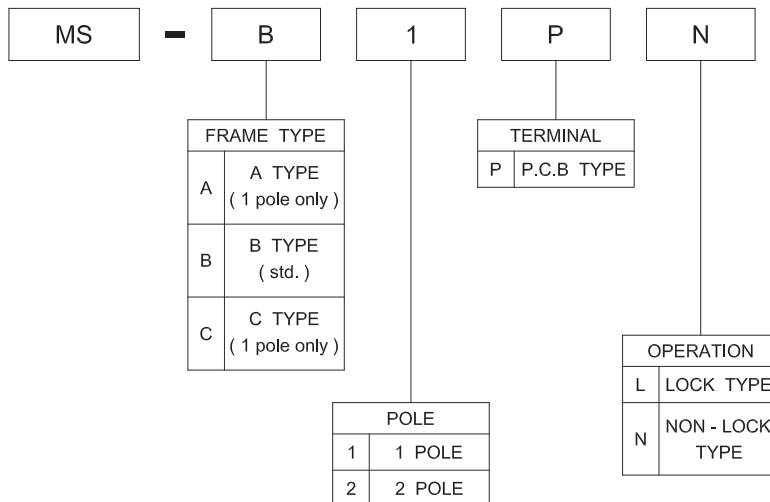 MS - B 1 P N
FRAME TYPE
A A TYPE
( 1 pole only )
B B TYPE
( std. )
C C TYPE
( 1 pole only )
TERMINAL
P P.C.B TYPE
POLE
1 1 POLE
2 2 POLE
OPERATION
L LOCK TYPE
N NON - LOCK
TYPE